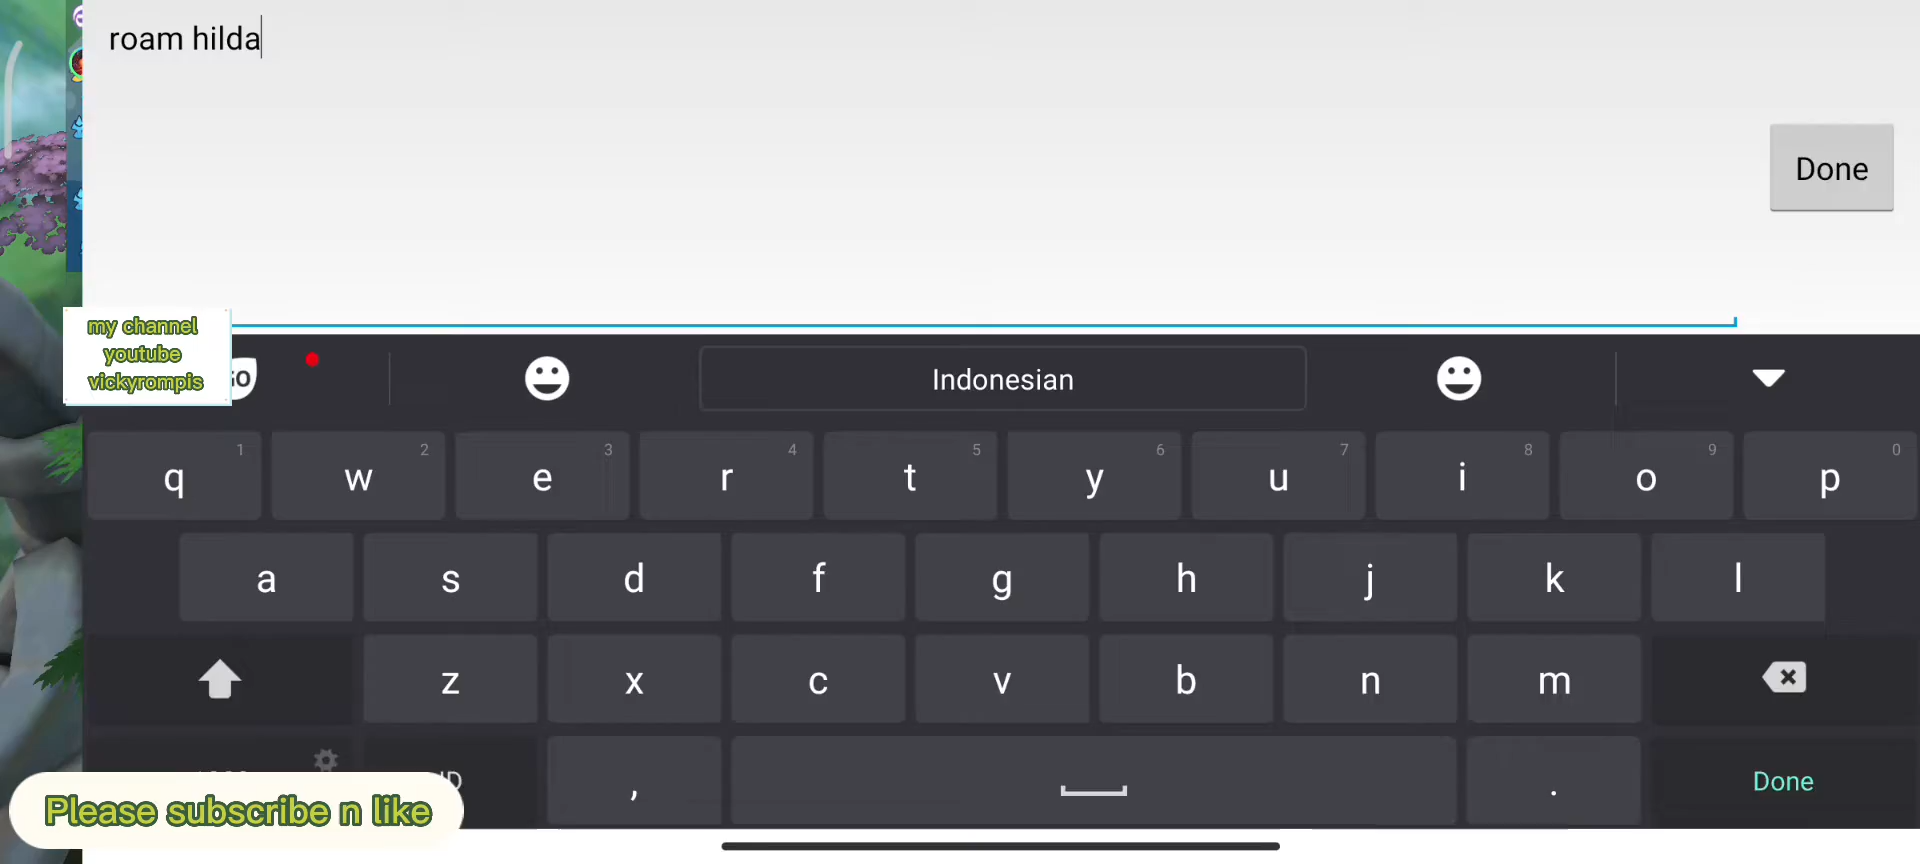 roam hilda
Done
my channel
youtube
vickyrompis
GO
Indonesian
q 1 w 2 e 3 r 4 t 5 y 6 u 7 i 8 o 9 p 0
a s d f g h j k l
z x c v b n m
, . Done
Please subscribe n like